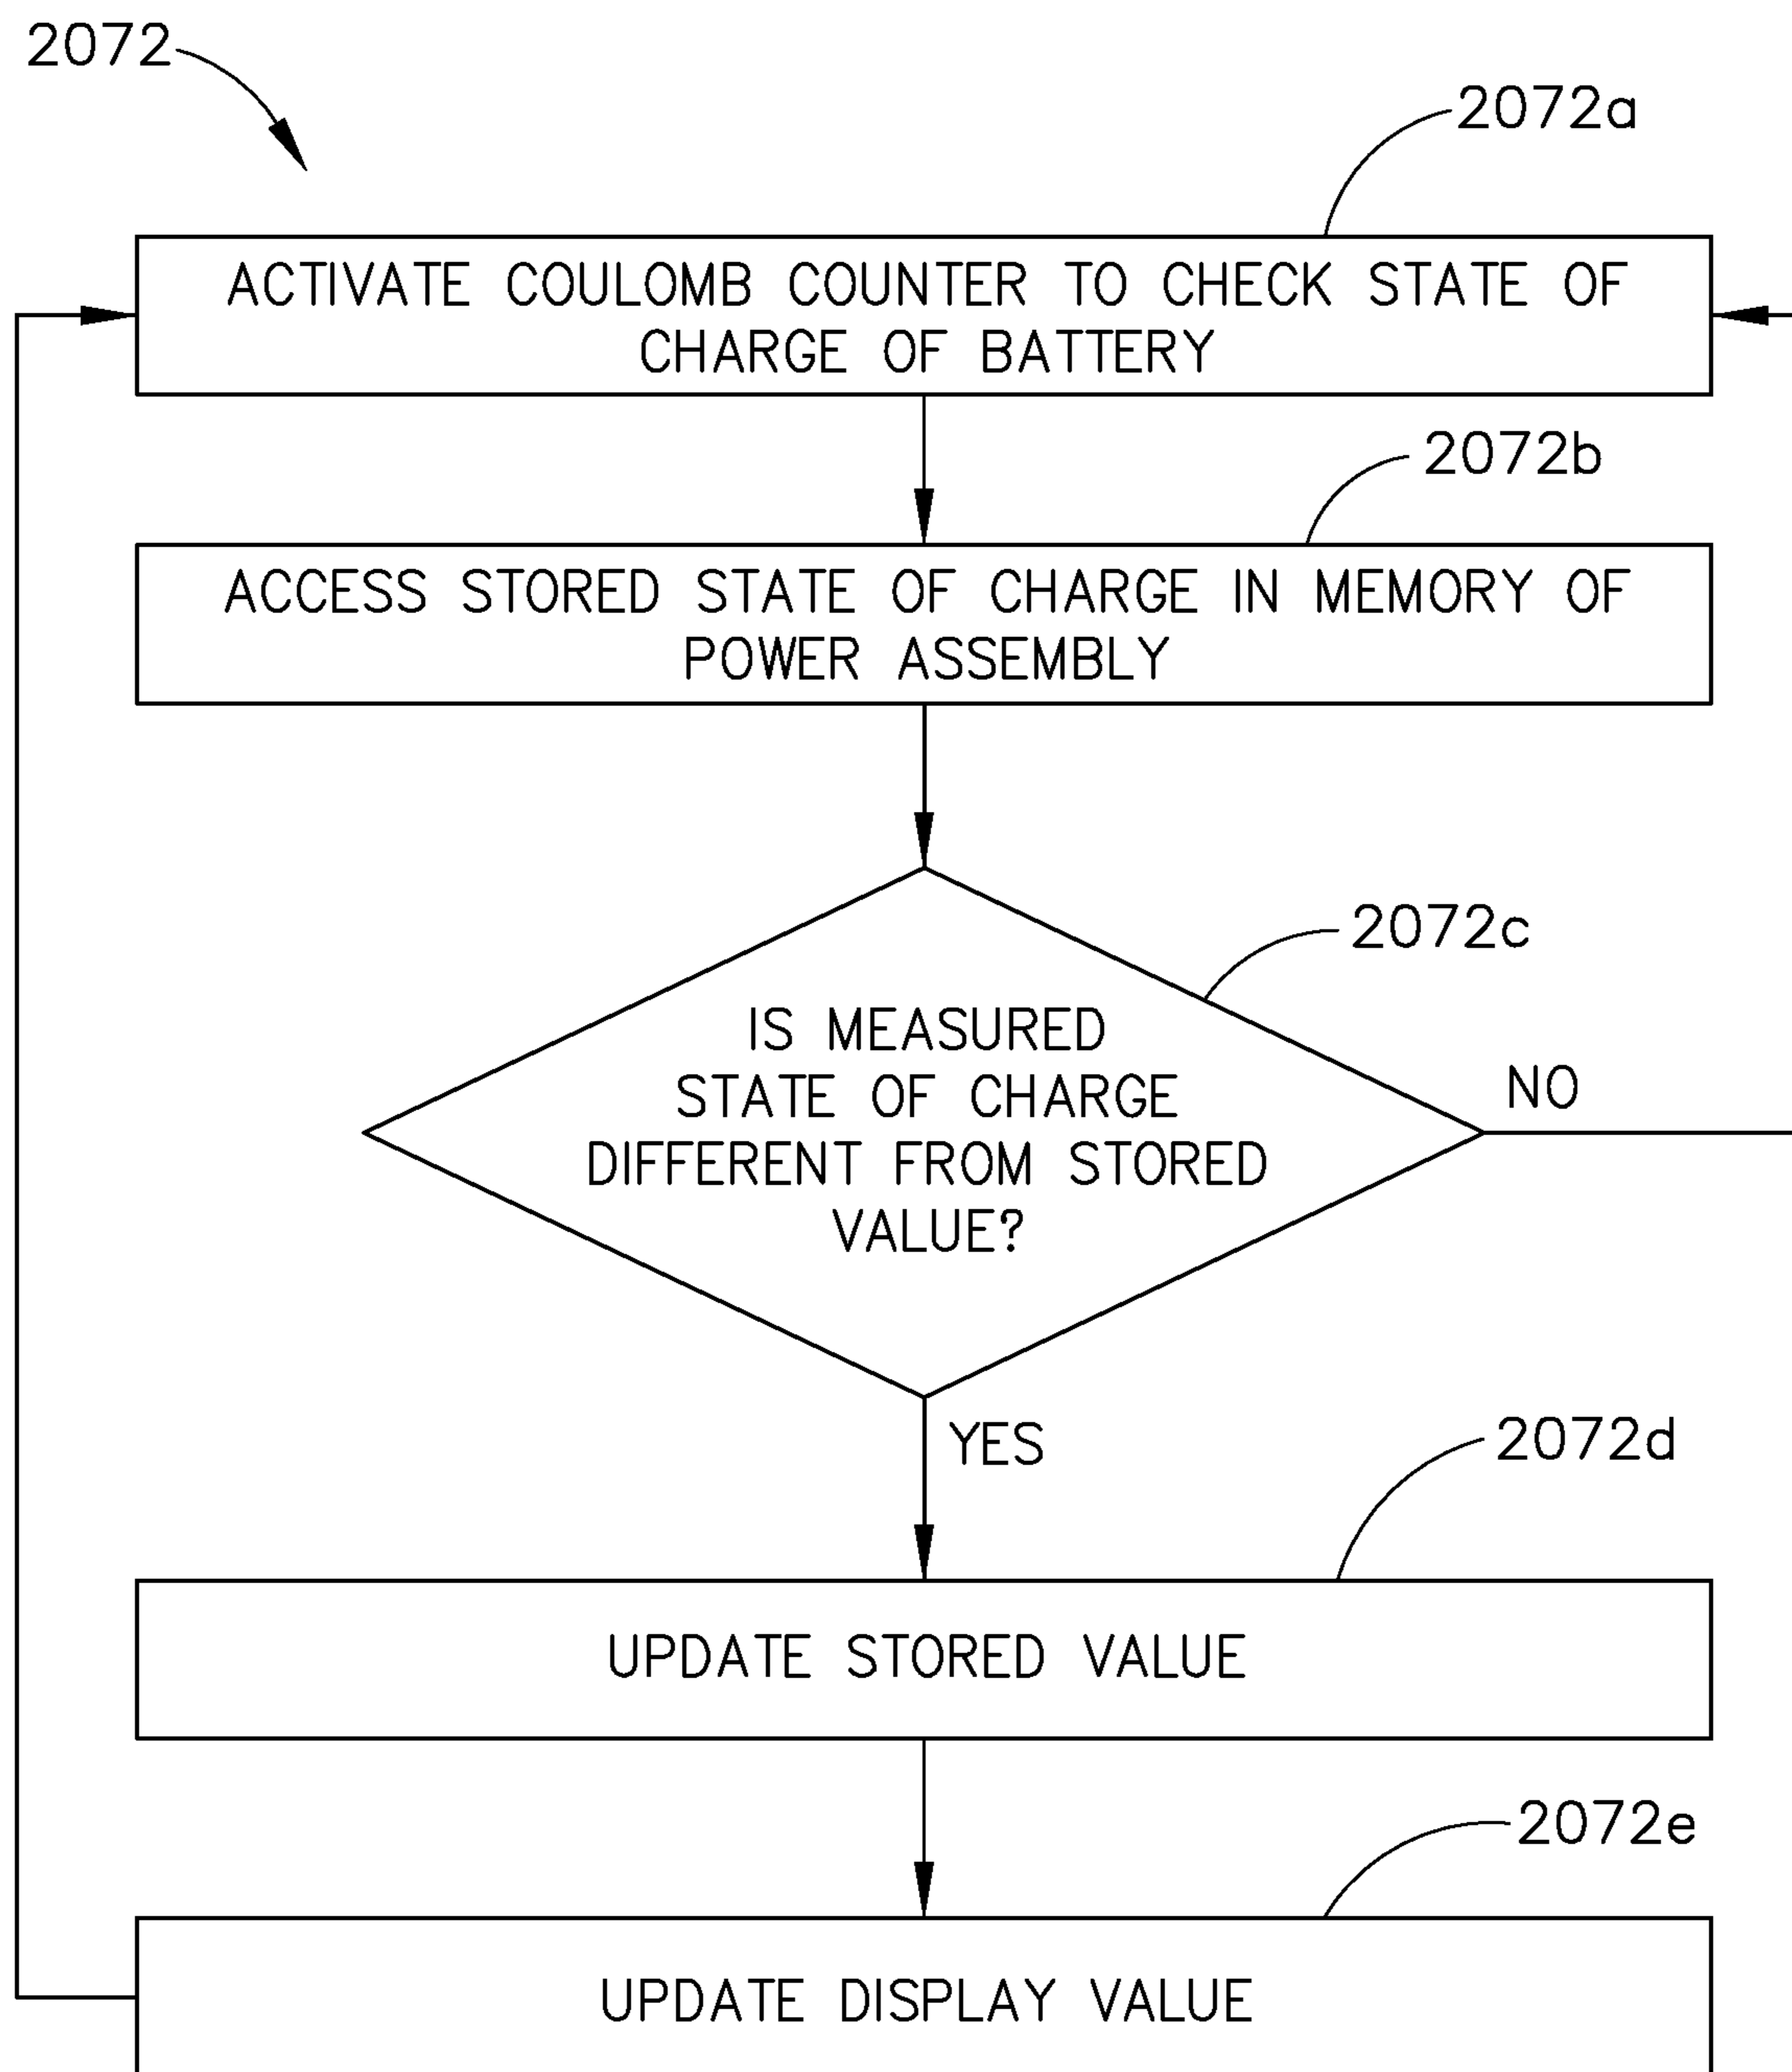 2072
2072a
ACTIVATE COULOMB COUNTER TO CHECK STATE OF
CHARGE OF BATTERY
2072b
ACCESS STORED STATE OF CHARGE IN MEMORY OF
POWER ASSEMBLY
2072c
IS MEASURED
STATE OF CHARGE
DIFFERENT FROM STORED
VALUE?
NO
YES
2072d
UPDATE STORED VALUE
2072e
UPDATE DISPLAY VALUE